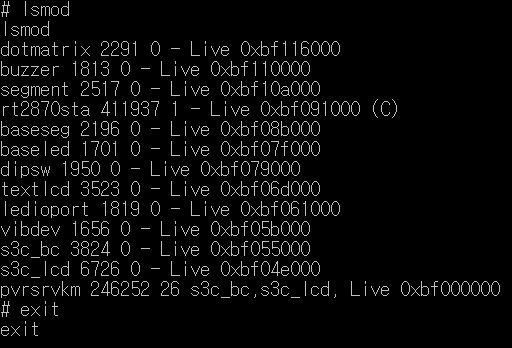 # lsmod
lsmod
dotmatrix 2291 0 - Live 0xbf116000
buzzer 1813 0 - Live 0xbf110000
segment 2517 0 - Live 0xbf10a000
rt2870sta 411937 1 - Live 0xbf091000 (C)
baseseg 2196 0 - Live 0xbf08b000
baseled 1701 0 - Live 0xbf07f000
dipsw 1950 0 - Live 0xbf079000
textlcd 3523 0 - Live 0xbf06d000
ledioport 1819 0 - Live 0xbf061000
vibdev 1656 0 - Live 0xbf05b000
s3c_bc 3824 0 - Live 0xbf055000
s3c_lcd 6726 0 - Live 0xbf04e000
pvrsrvkm 246252 26 s3c_bc,s3c_lcd, Live 0xbf000000
# exit
exit